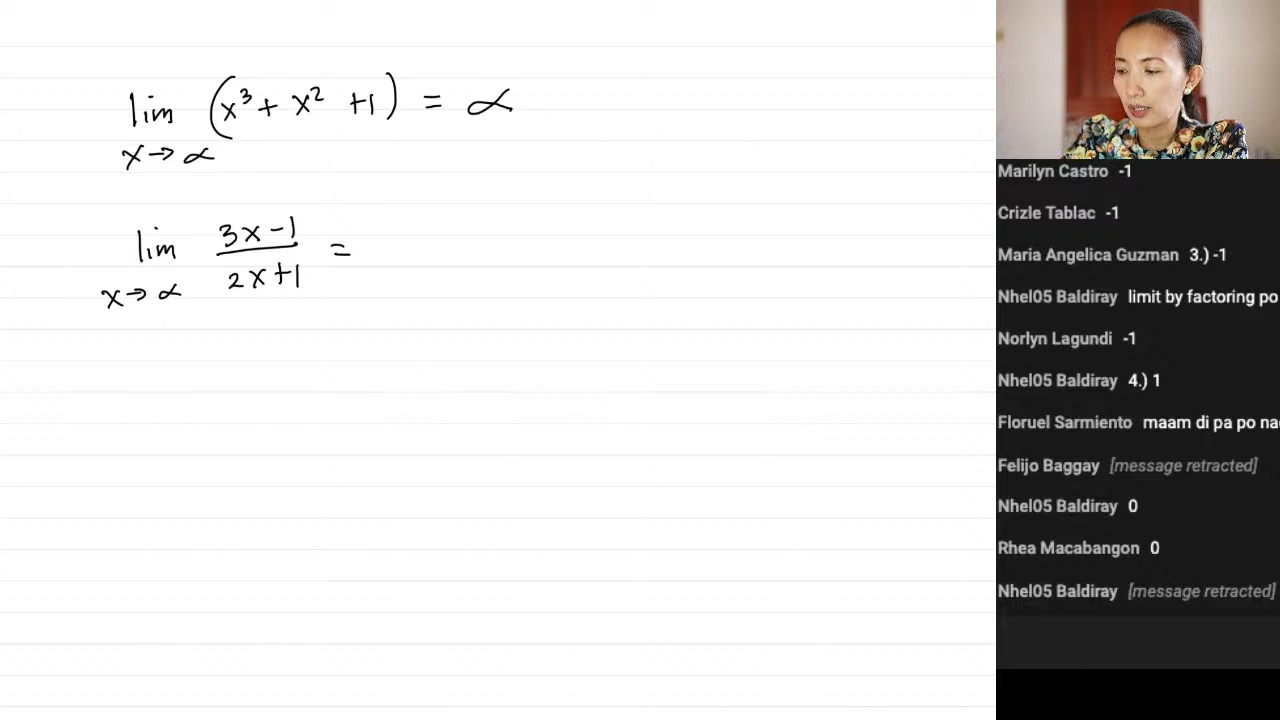 lim (x³ + x² + 1) = ∝
x → ∝
lim 3x - 1 / 2x + 1 =
x → ∝
Marilyn Castro -1
Crizle Tablac -1
Maria Angelica Guzman 3.) -1
Nhel05 Baldiray limit by factoring po
Norlyn Lagundi -1
Nhel05 Baldiray 4.) 1
Floruel Sarmiento maam di pa po
Felijo Baggay [message retracted]
Nhel05 Baldiray 0
Rhea Macabangon 0
Nhel05 Baldiray [message retracted]